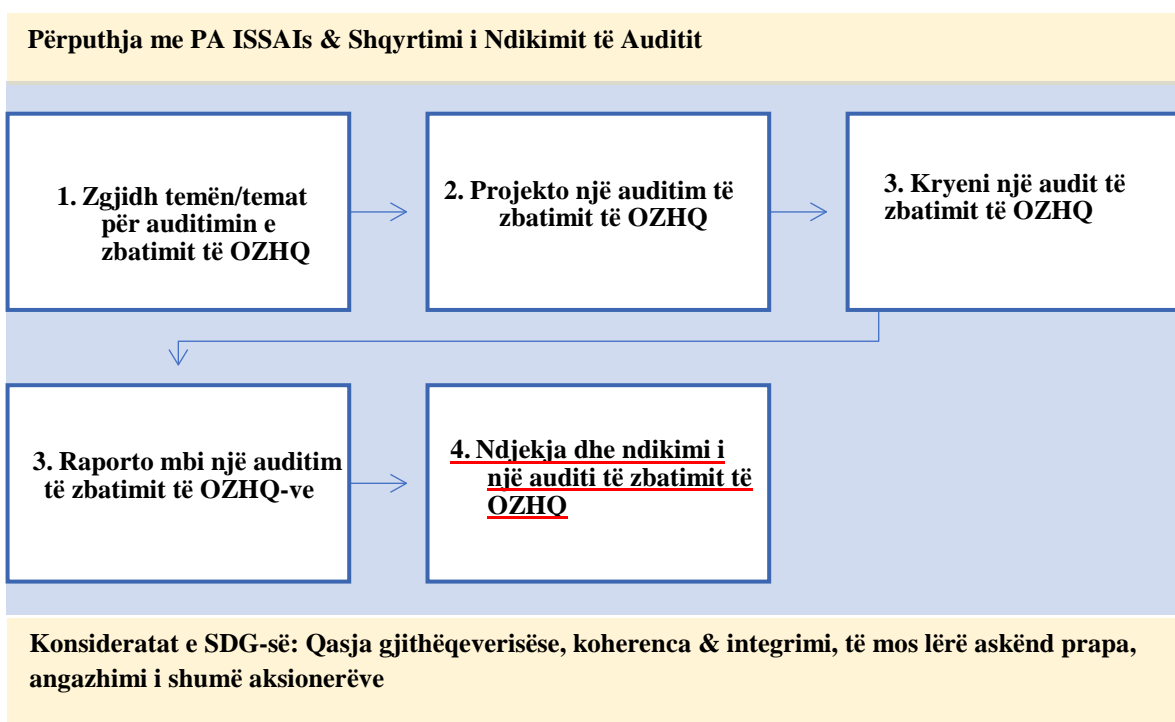 Përputhja me PA ISSAIs & Shqyrtimi i Ndikimit të Auditit
1. Zgjidh temën/temat
për auditimin e
zbatimit të OZHQ
2. Projekto një auditim të
zbatimit të OZHQ
3. Kryeni një audit të
zbatimit të OZHQ
3. Raporto mbi një auditim
të zbatimit të OZHQ-ve
4. Ndjekja dhe ndikimi i
një auditi të zbatimit të
OZHQ
Konsideratat e SDG-së: Qasja gjithëqeverisëse, koherenca & integrimi, të mos lërë askënd prapa,
angazhimi i shumë aksionerëve